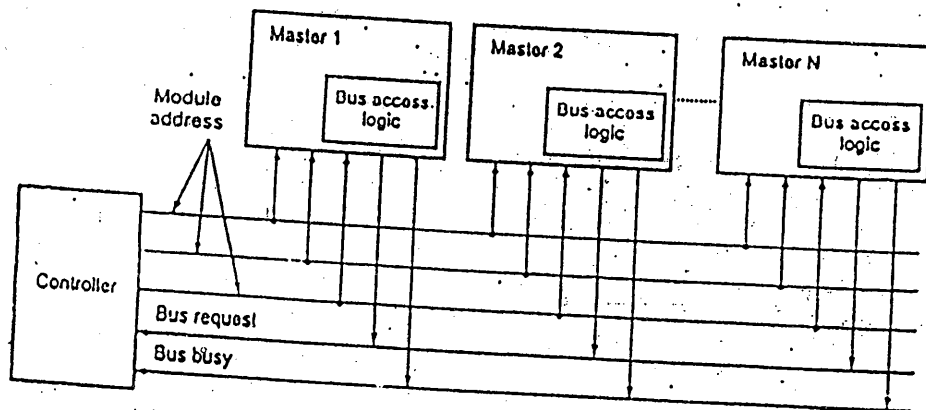 Master 1
Master 2
Master N
Bus access
logic
Bus access
logic
Bus access
logic
Module
address
Controller
Bus request
Bus busy